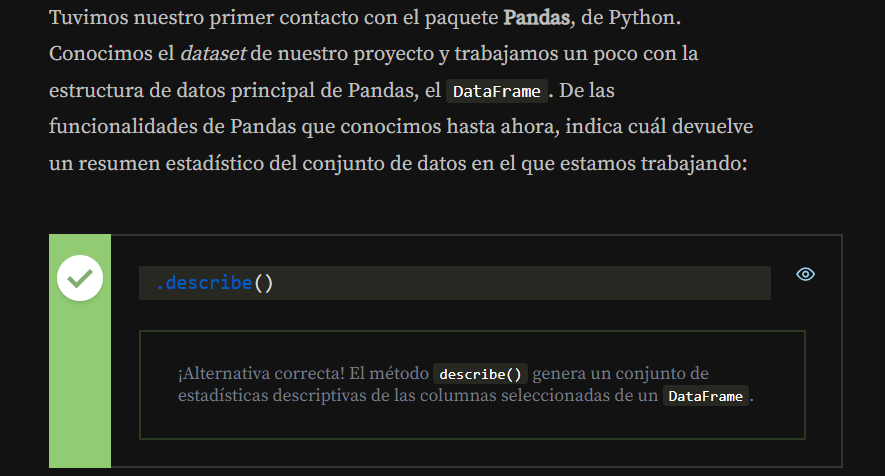 Tuvimos nuestro primer contacto con el paquete Pandas, de Python.
Conocimos el dataset de nuestro proyecto y trabajamos un poco con la
estructura de datos principal de Pandas, el DataFrame. De las
funcionalidades de Pandas que conocimos hasta ahora, indica cuál devuelve
un resumen estadístico del conjunto de datos en el que estamos trabajando:
.describe()
¡Alternativa correcta! El método describe() genera un conjunto de
estadísticas descriptivas de las columnas seleccionadas de un DataFrame.